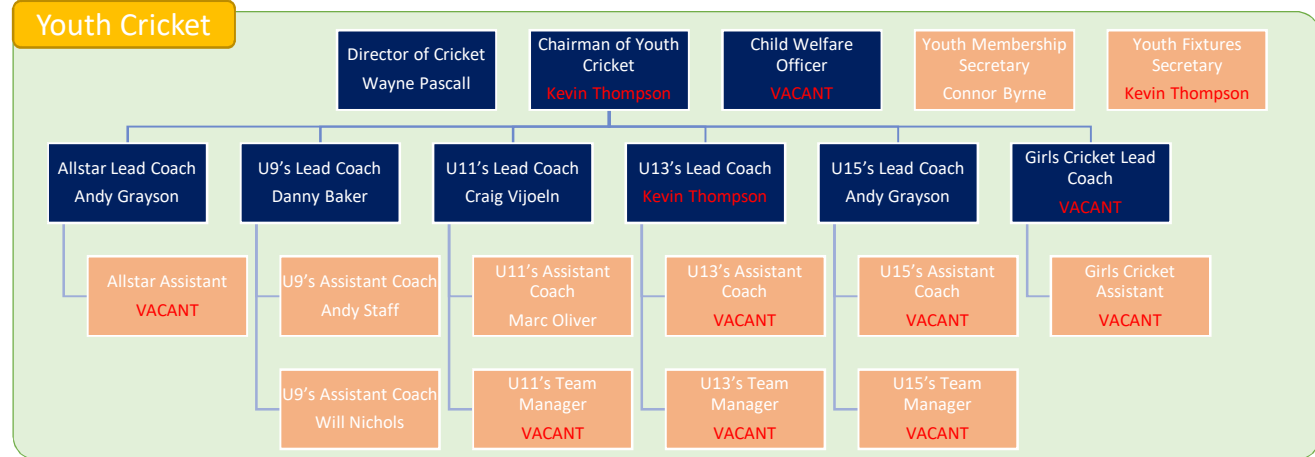 Youth Cricket
Director of Cricket
Wayne Pascall
Chairman of Youth
Cricket
Kevin Thompson
Child Welfare
Officer
VACANT
Youth Membership
Secretary
Connor Byrne
Youth Fixtures
Secretary
Kevin Thompson
Allstar Lead Coach
Andy Grayson
U9's Lead Coach
Danny Baker
U11's Lead Coach
Craig Vijoeln
U13's Lead Coach
Kevin Thompson
U15's Lead Coach
Andy Grayson
Girls Cricket Lead
Coach
VACANT
Allstar Assistant
VACANT
U9's Assistant Coach
Andy Staff
U11's Assistant
Coach
Marc Oliver
U13's Assistant
Coach
VACANT
U15's Assistant
Coach
VACANT
Girls Cricket
Assistant
VACANT
U9's Assistant Coach
Will Nichols
U11's Team
Manager
VACANT
U13's Team
Manager
VACANT
U15's Team
Manager
VACANT